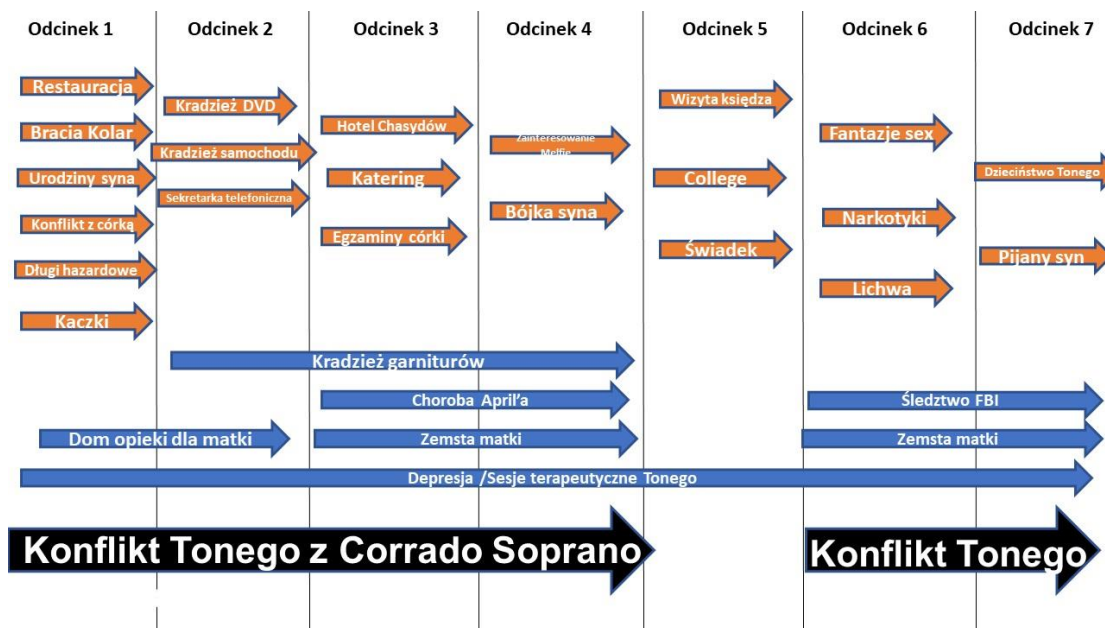 Odcinek 1
Odcinek 2
Odcinek 3
Odcinek 4
Odcinek 5
Odcinek 6
Odcinek 7
Restauracja
Bracia Kolar
Urodziny syna
Konflikt z córką
Długi hazardowe
Kaczki
Kradzież DVD
Kradzież samochodu
Sekretarka telefoniczna
Hotel Chasydów
Katering
Egzaminy córki
Zainteresowanie
Melfie
Bójka syna
Wizyta księdza
College
Świadek
Fantazje sex
Narkotyki
Lichwa
Dzieciństwo Tonego
Pijany syn
Kradzież garniturów
Choroba April'a
Śledztwo FBI
Dom opieki dla matki
Zemsta matki
Zemsta matki
Depresja /Sesje terapeutyczne Tonego
Konflikt Tonego z Corrado Soprano
Konflikt Tonego